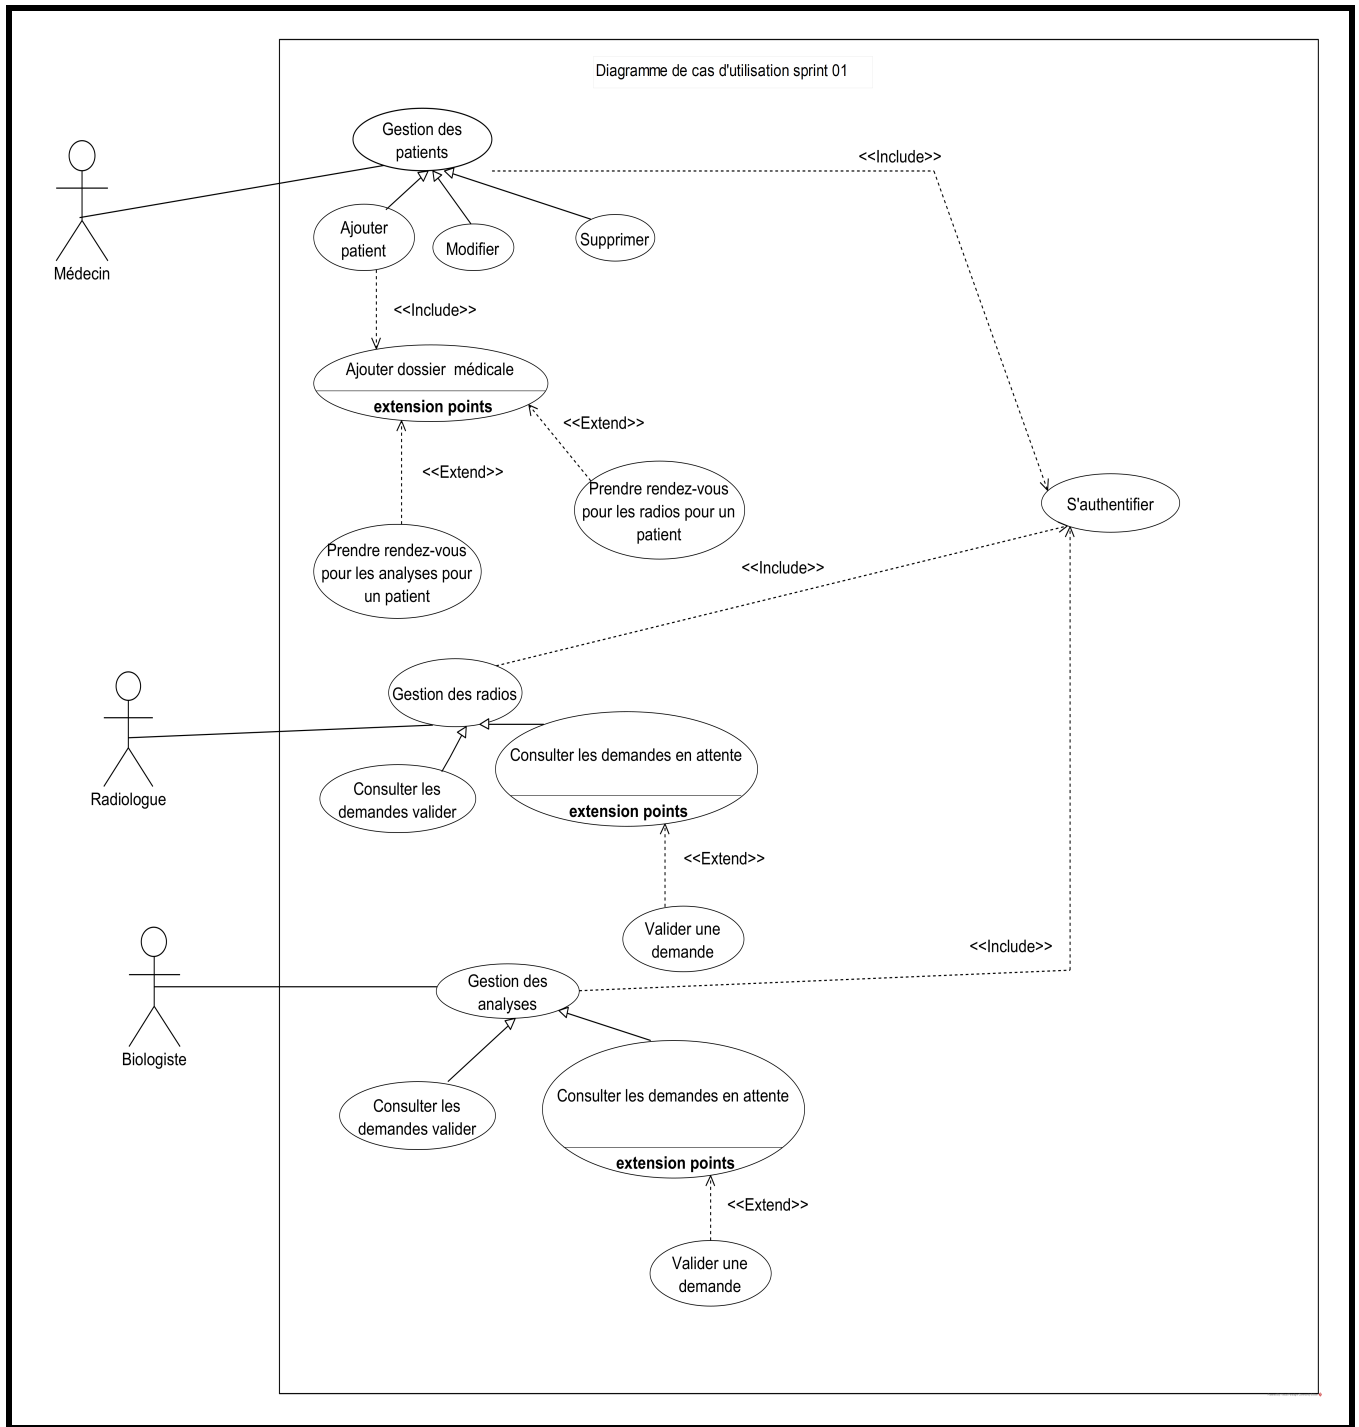 Diagramme de cas d'utilisation sprint 01
Gestion des
patients
<<Include>>
Ajouter
patient
Modifier
Supprimer
Médecin
<<Include>>
Ajouter dossier  médicale
extension points
<<Extend>>
<<Extend>>
Prendre rendez-vous
pour les radios pour un
patient
S'authentifier
Prendre rendez-vous
pour les analyses pour
un patient
<<Include>>
Gestion des radios
Consulter les demandes en attente
extension points
Consulter les
demandes valider
Radiologue
<<Extend>>
Valider une
demande
<<Include>>
Gestion des
analyses
Biologiste
Consulter les demandes en attente
extension points
Consulter les
demandes valider
<<Extend>>
Valider une
demande